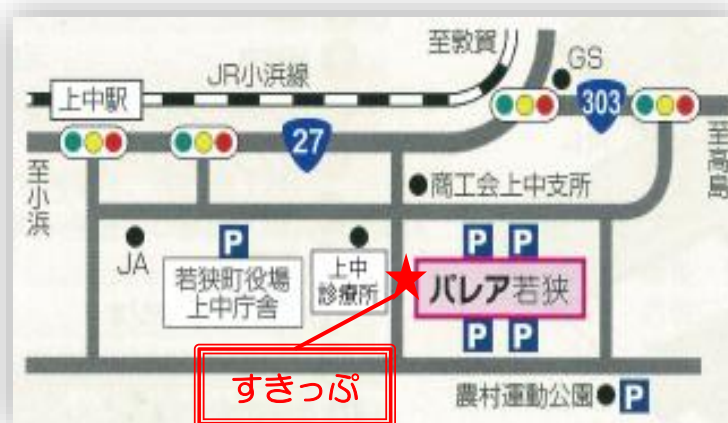 至敦賀
GS
JR小浜線
上中駅
303
27
至小浜
至高島
商工会上中支所
P
P P
JA
若狭町役場
上中庁舎
上中
診療所
パレア若狭
P P
すきっぷ
農村運動公園
P